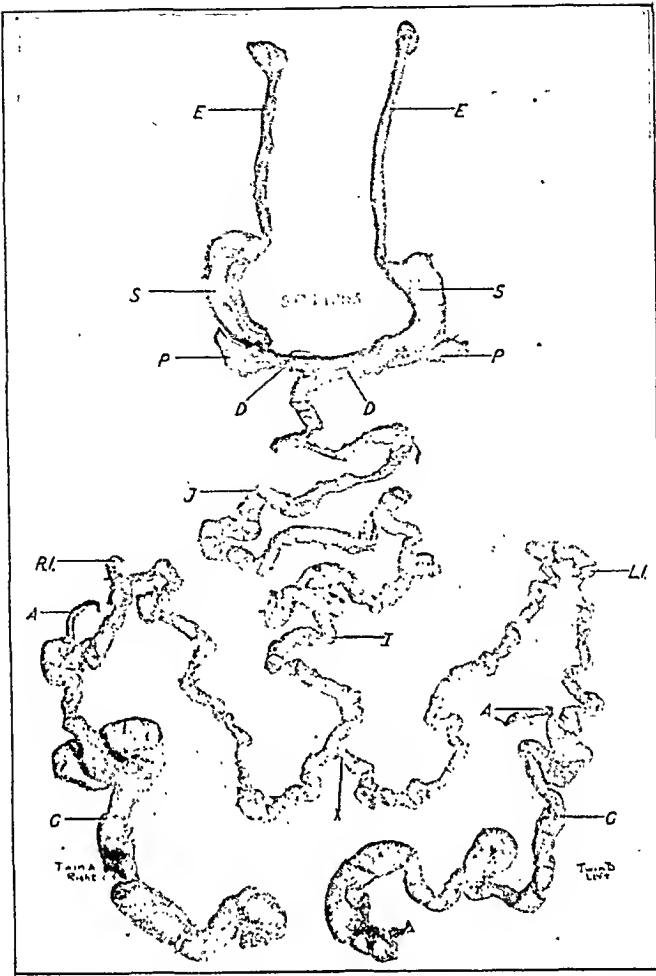 E E
S S
P P
D D
J
R.I. L.I.
A
I
A
X
G G
Twin A
Right
Twin B
Left
A